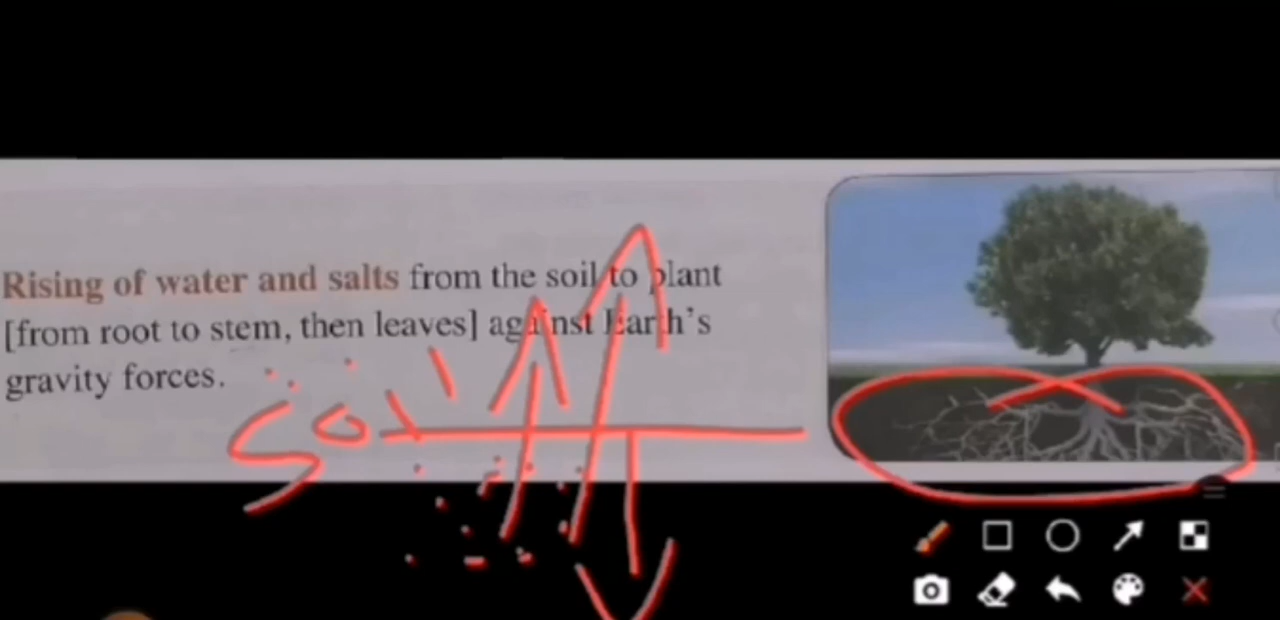 Rising of water and salts from the soil to plant
[from root to stem, then leaves] against Earth's
gravity forces.
soil